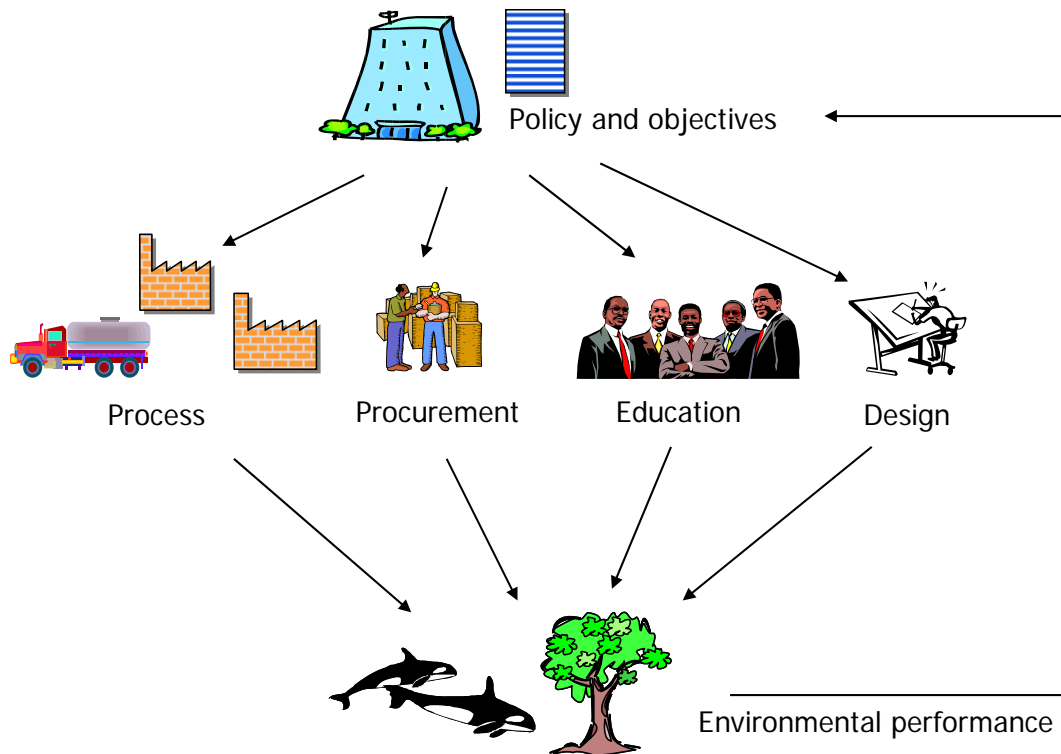 Policy and objectives
Process
Procurement
Education
Design
Environmental performance